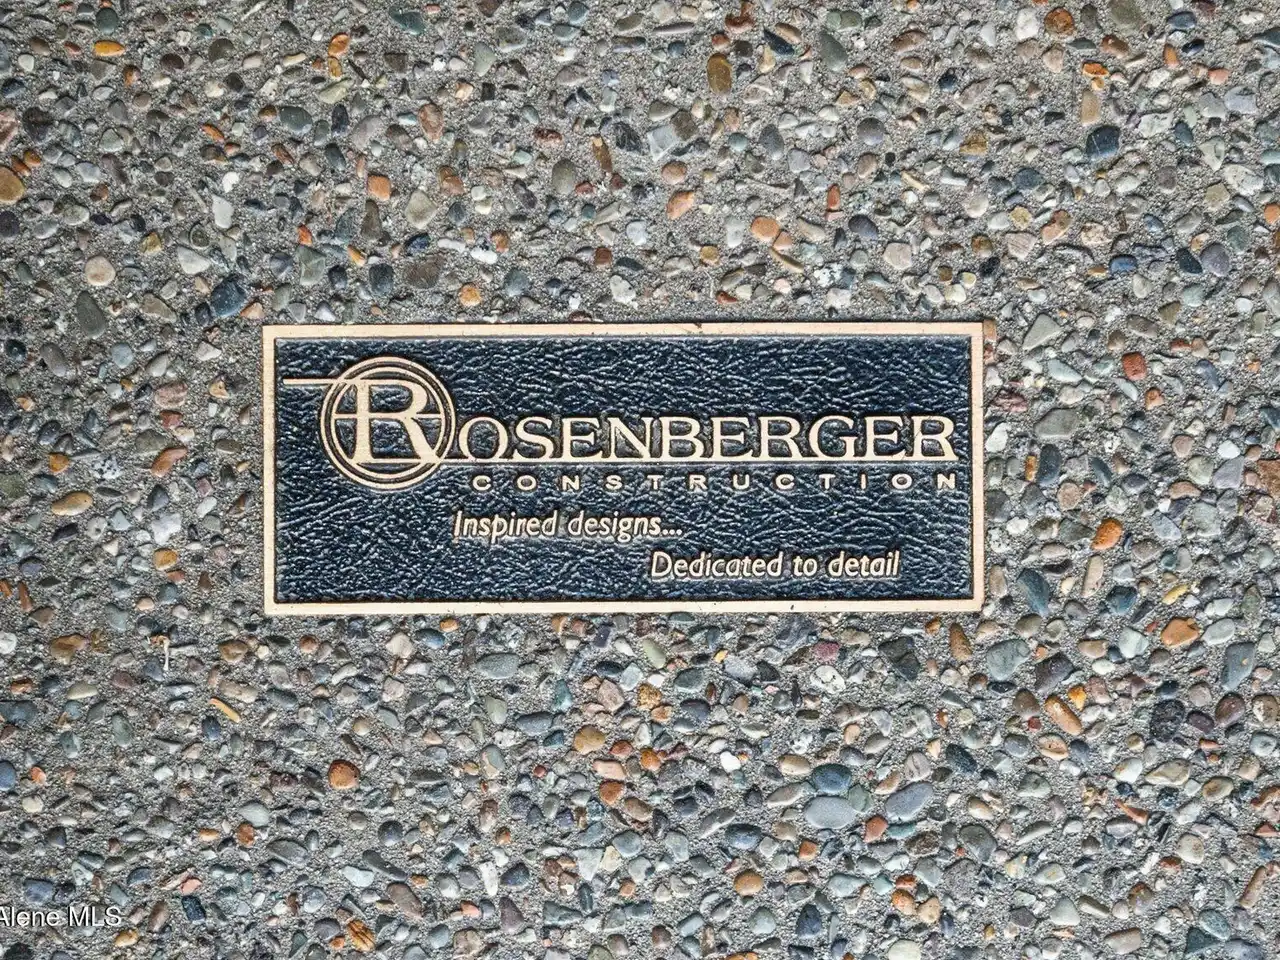 ROSENBERGER
CONSTRUCTION
Inspired designs...
Dedicated to detail
Alene MLS